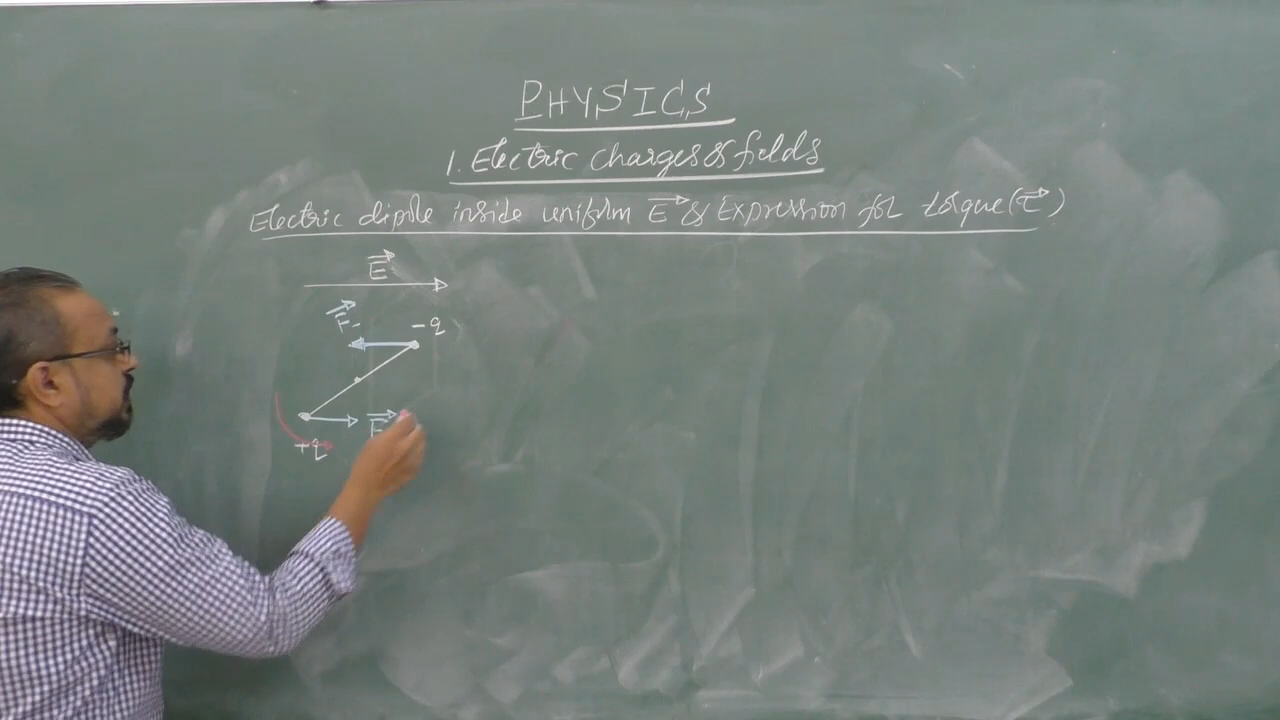 PHYSICS
1. Electric charges & fields
Electric dipole inside uniform E⃗ & Expression for torque (τ⃗)
E⃗
F⃗-
-q
F⃗
+q